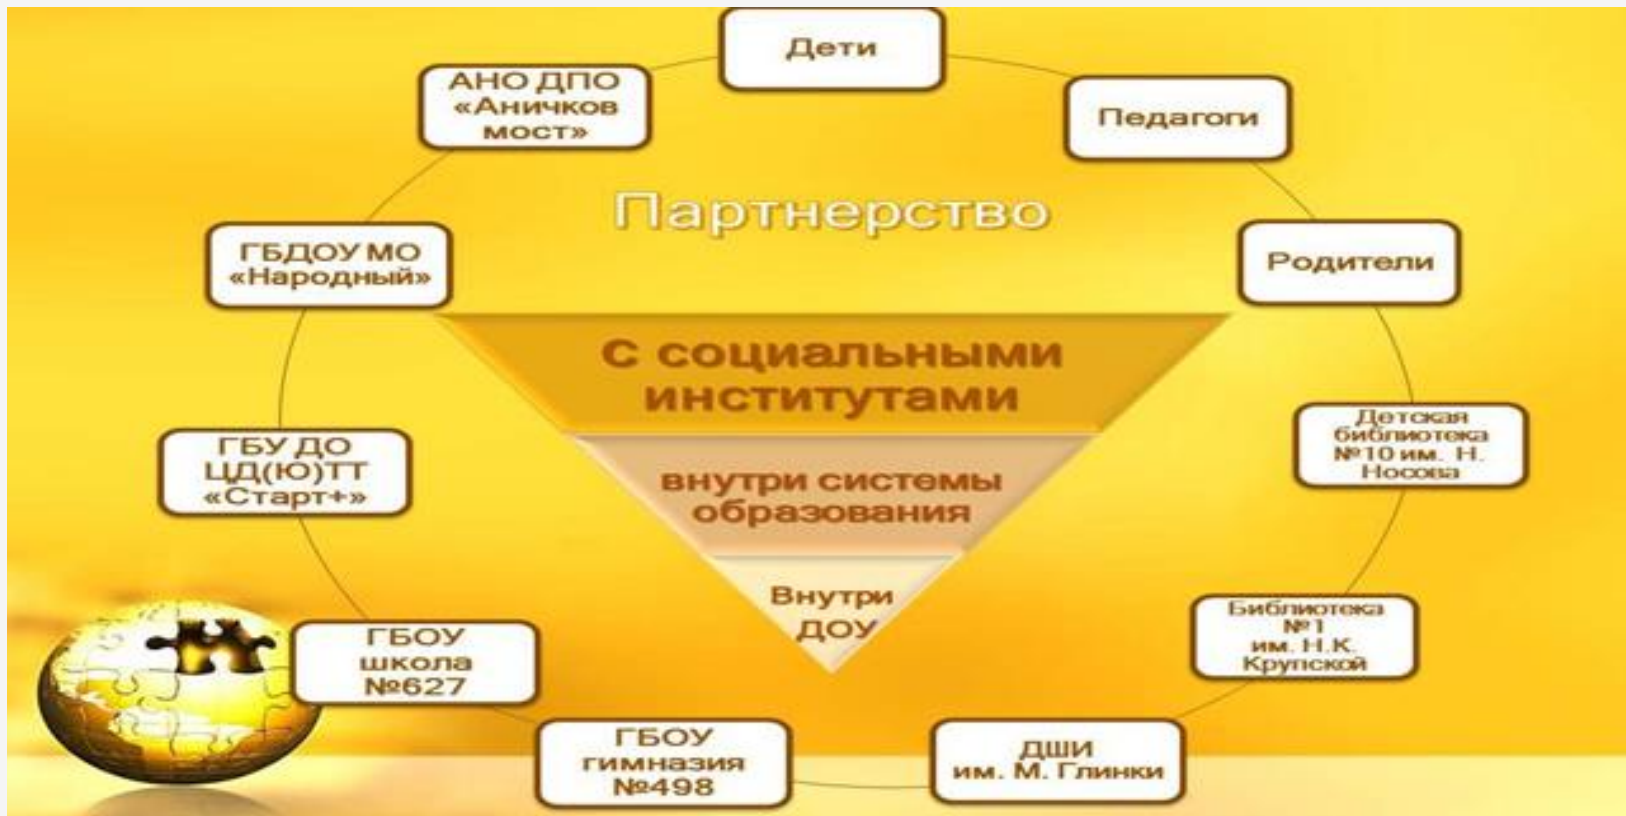 Дети
Педагоги
Родители
Детская
библиотека
№10 им. Н.
Носова
Библиотека
№1
им. Н.К.
Крупской
ДШИ
им. М. Глинки
ГБОУ
гимназия
№498
ГБОУ
школа
№627
ГБУ ДО
ЦД(Ю)ТТ
«Старт+»
ГБДОУ МО
«Народный»
АНО ДПО
«Аничков
мост»
Партнерство
С социальными
институтами
внутри системы
образования
Внутри
ДОУ